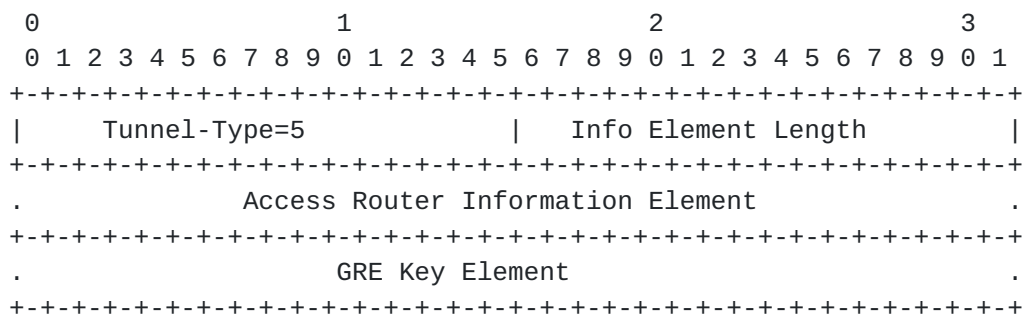 0                   1                   2                   3
 0 1 2 3 4 5 6 7 8 9 0 1 2 3 4 5 6 7 8 9 0 1 2 3 4 5 6 7 8 9 0 1
+-+-+-+-+-+-+-+-+-+-+-+-+-+-+-+-+-+-+-+-+-+-+-+-+-+-+-+-+-+-+-+-+
|     Tunnel-Type=5             |   Info Element Length         |
+-+-+-+-+-+-+-+-+-+-+-+-+-+-+-+-+-+-+-+-+-+-+-+-+-+-+-+-+-+-+-+-+
.              Access Router Information Element                .
+-+-+-+-+-+-+-+-+-+-+-+-+-+-+-+-+-+-+-+-+-+-+-+-+-+-+-+-+-+-+-+-+
.                    GRE Key Element                            .
+-+-+-+-+-+-+-+-+-+-+-+-+-+-+-+-+-+-+-+-+-+-+-+-+-+-+-+-+-+-+-+-+